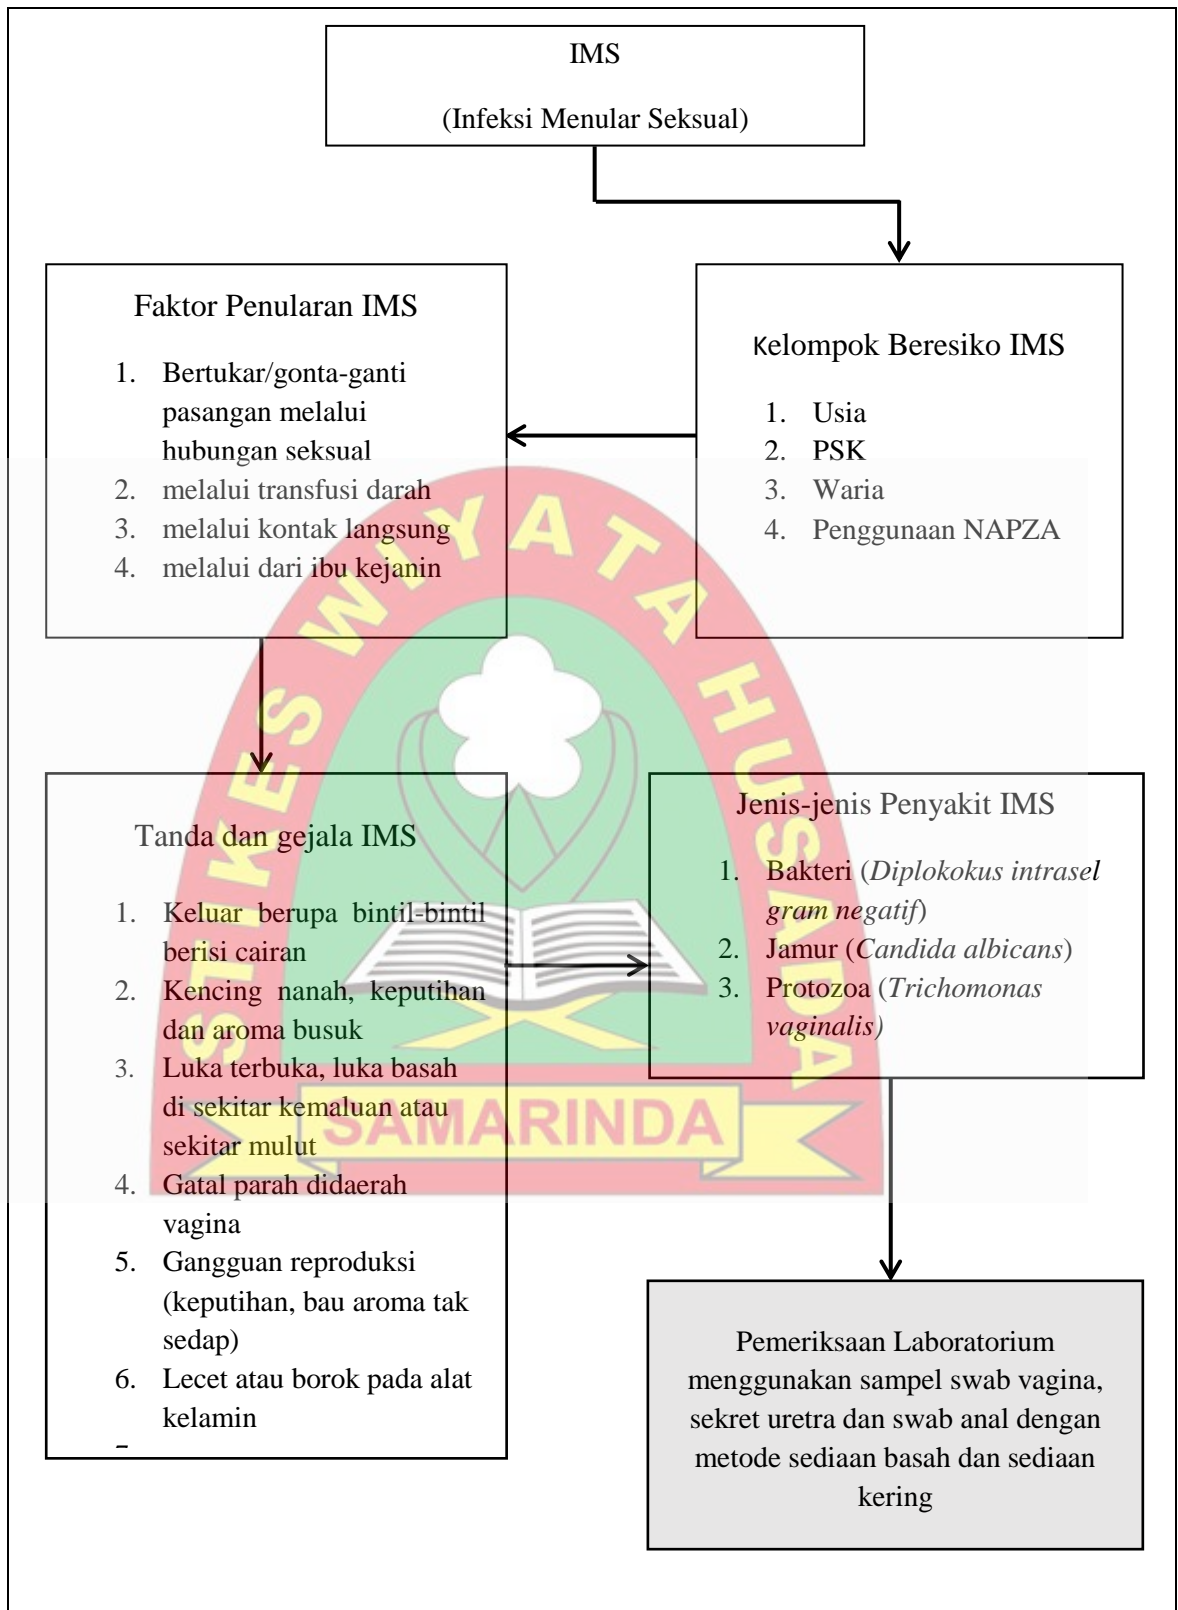 IMS
(Infeksi Menular Seksual)
Kelompok Beresiko IMS
1. Usia
2. PSK
3. Waria
4. Penggunaan NAPZA
Faktor Penularan IMS
1. Bertukar/gonta-ganti
pasangan melalui
hubungan seksual
2. melalui transfusi darah
3. melalui kontak langsung
4. melalui dari ibu kejanin
Tanda dan gejala IMS
1. Keluar berupa bintil-bintil
berisi cairan
2. Kencing nanah, keputihan
dan aroma busuk
3. Luka terbuka, luka basah
di sekitar kemaluan atau
sekitar mulut
4. Gatal parah didaerah
vagina
5. Gangguan reproduksi
(keputihan, bau aroma tak
sedap)
6. Lecet atau borok pada alat
kelamin
Jenis-jenis Penyakit IMS
1. Bakteri (Diplokokus intrasel
gram negatif)
2. Jamur (Candida albicans)
3. Protozoa (Trichomonas
vaginalis)
Pemeriksaan Laboratorium
menggunakan sampel swab vagina,
sekret uretra dan swab anal dengan
metode sediaan basah dan sediaan
kering
STIKES WIYATA HUSADA
SAMARINDA